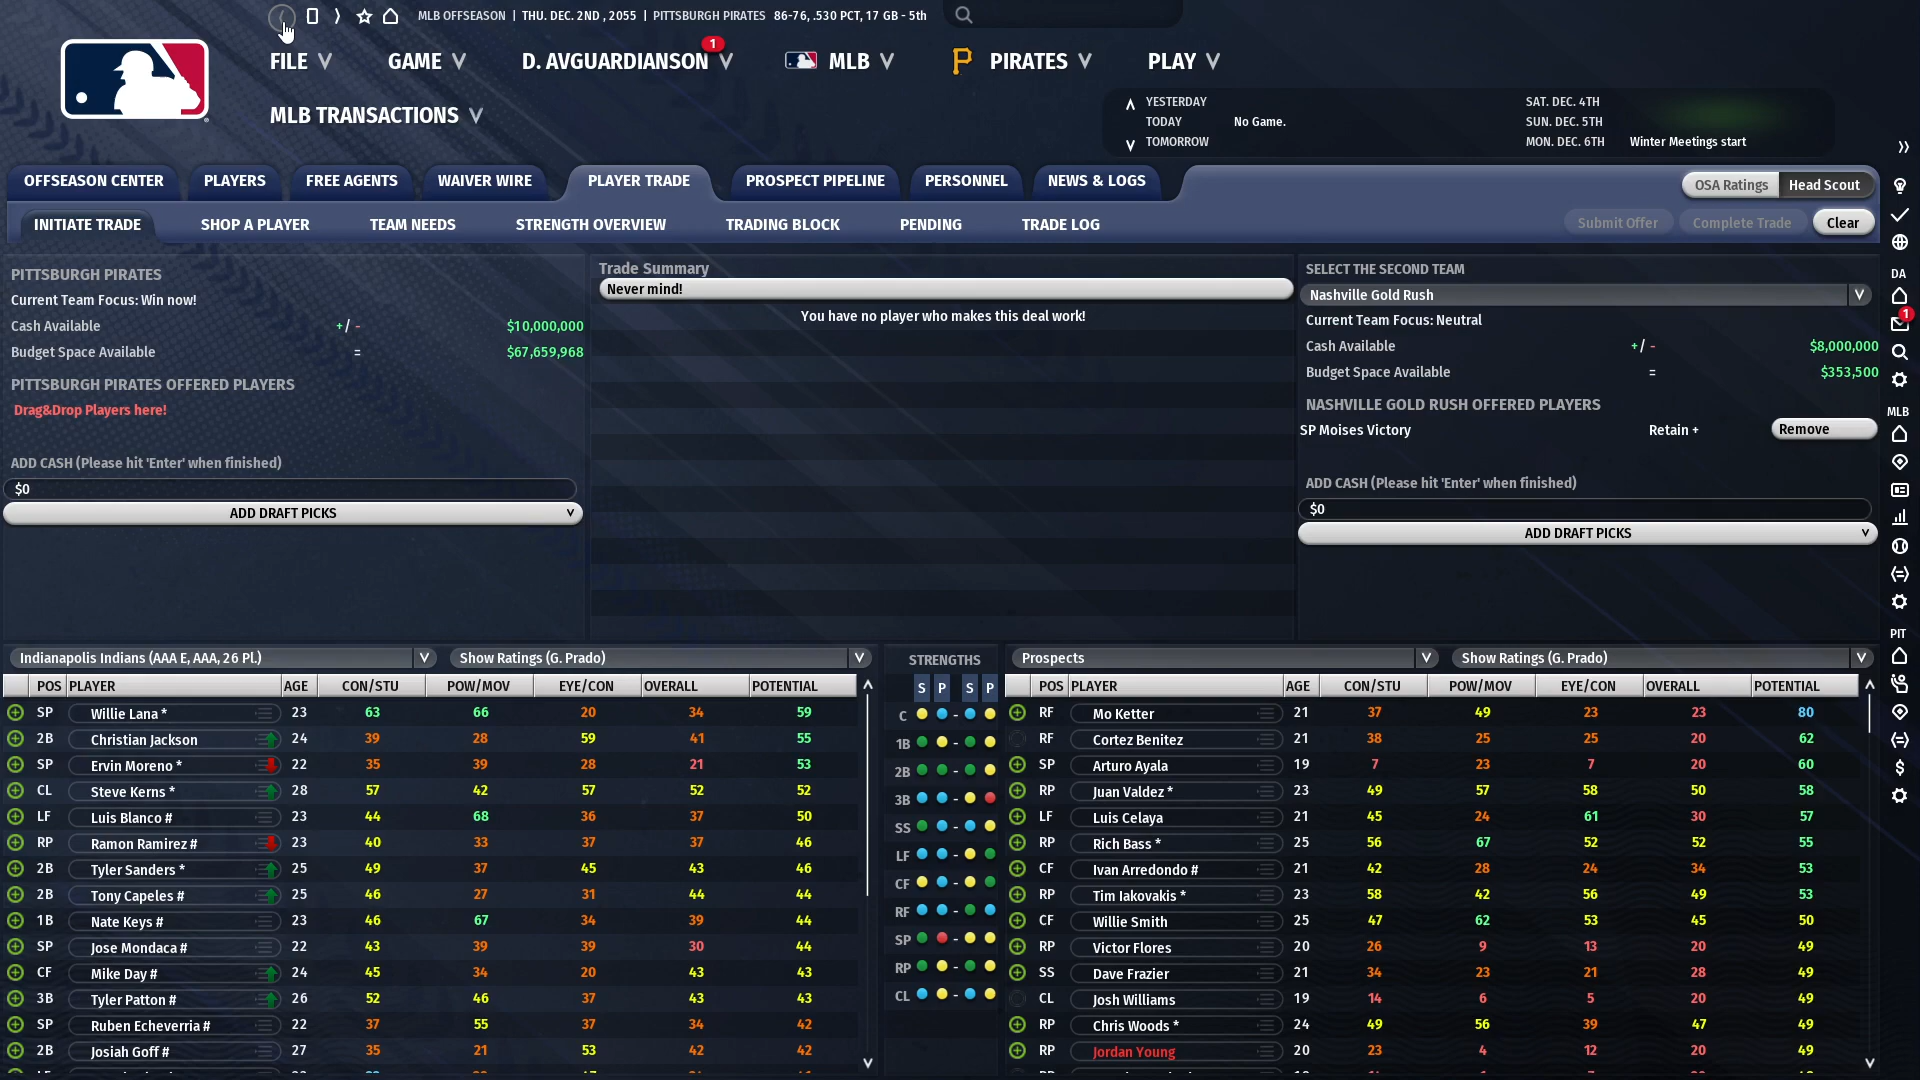 MLB OFFSEASON | THU. DEC. 2ND , 2055 | PITTSBURGH PIRATES 86-76, .530 PCT, 17 GB - 5th
FILE GAME D. AVGUARDIANSON 1 MLB PIRATES PLAY
MLB TRANSACTIONS
YESTERDAY
TODAY No Game.
TOMORROW
SAT. DEC. 4TH
SUN. DEC. 5TH
MON. DEC. 6TH Winter Meetings start
OFFSEASON CENTER PLAYERS FREE AGENTS WAIVER WIRE PLAYER TRADE PROSPECT PIPELINE PERSONNEL NEWS & LOGS
OSA Ratings Head Scout
INITIATE TRADE SHOP A PLAYER TEAM NEEDS STRENGTH OVERVIEW TRADING BLOCK PENDING TRADE LOG
Submit Offer Complete Trade Clear
PITTSBURGH PIRATES
Current Team Focus: Win now!
Cash Available +/- $10,000,000
Budget Space Available = $67,659,968
PITTSBURGH PIRATES OFFERED PLAYERS
Drag&Drop Players here!
ADD CASH (Please hit 'Enter' when finished)
$0
ADD DRAFT PICKS
Trade Summary
Never mind!
You have no player who makes this deal work!
SELECT THE SECOND TEAM
Nashville Gold Rush
Current Team Focus: Neutral
Cash Available +/- $8,000,000
Budget Space Available = $353,500
NASHVILLE GOLD RUSH OFFERED PLAYERS
SP Moises Victory Retain + Remove
ADD CASH (Please hit 'Enter' when finished)
$0
ADD DRAFT PICKS
DA
1
MLB
PIT
Indianapolis Indians (AAA E, AAA, 26 Pl.) Show Ratings (G. Prado)
POS PLAYER AGE CON/STU POW/MOV EYE/CON OVERALL POTENTIAL
SP Willie Lana * 23 63 66 20 34 59
2B Christian Jackson 24 39 28 59 41 55
SP Ervin Moreno * 22 35 39 28 21 53
CL Steve Kerns * 28 57 42 57 52 52
LF Luis Blanco # 23 44 68 36 37 50
RP Ramon Ramirez # 23 40 33 37 37 46
2B Tyler Sanders * 25 49 37 45 43 46
2B Tony Capeles # 25 46 27 31 44 44
1B Nate Keys # 23 46 67 34 39 44
SP Jose Mondaca # 22 43 39 39 30 44
CF Mike Day # 24 45 34 20 43 43
3B Tyler Patton # 26 52 46 37 43 43
SP Ruben Echeverria # 22 37 55 37 34 42
2B Josiah Goff # 27 35 21 53 42 42
STRENGTHS
S P S P
C -
1B -
2B -
3B -
SS -
LF -
CF -
RF -
SP -
RP -
CL -
Prospects Show Ratings (G. Prado)
POS PLAYER AGE CON/STU POW/MOV EYE/CON OVERALL POTENTIAL
RF Mo Ketter 21 37 49 23 23 80
RF Cortez Benitez 21 38 25 25 20 62
SP Arturo Ayala 19 7 23 7 20 60
RP Juan Valdez * 23 49 57 58 50 58
LF Luis Celaya 21 45 24 61 30 57
RP Rich Bass * 25 56 67 52 52 55
CF Ivan Arredondo # 21 42 28 24 34 53
RP Tim Iakovakis * 23 58 42 56 49 53
CF Willie Smith 25 47 62 53 45 50
RP Victor Flores 20 26 9 13 20 49
SS Dave Frazier 21 34 23 21 28 49
CL Josh Williams 19 14 6 5 20 49
RP Chris Woods * 24 49 56 39 47 49
RP Jordan Young 20 23 4 12 20 49